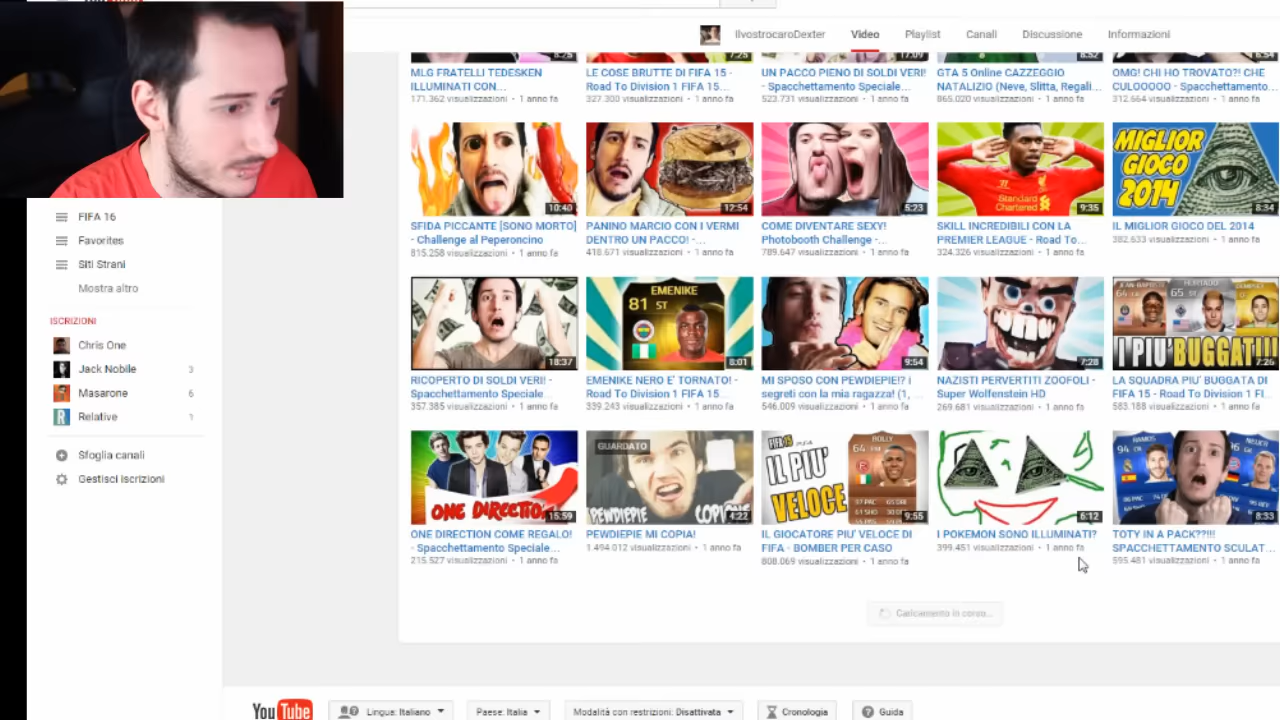 IlvostrocaroDexter Video Playlist Canali Discussione Informazioni
MLG FRATELLI TEDESKEN
ILLUMINATI CON...
171.362 visualizzazioni • 1 anno fa
LE COSE BRUTTE DI FIFA 15 -
Road To Division 1 FIFA 15...
327.300 visualizzazioni • 1 anno fa
UN PACCO PIENO DI SOLDI VERI!
- Spacchettamento Speciale...
523.731 visualizzazioni • 1 anno fa
GTA 5 Online CAZZEGGIO
NATALIZIO (Neve, Slitta, Regali...
865.020 visualizzazioni • 1 anno fa
OMG! CHI HO TROVATO?! CHE
CULOOOOO - Spacchettamento...
312.664 visualizzazioni • 1 anno fa
10:40
SFIDA PICCANTE [SONO MORTO]
- Challenge al Peperoncino
815.258 visualizzazioni • 1 anno fa
12:54
PANINO MARCIO CON I VERMI
DENTRO UN PACCO! -...
418.671 visualizzazioni • 1 anno fa
5:23
COME DIVENTARE SEXY!
Photobooth Challenge -...
789.647 visualizzazioni • 1 anno fa
Standard
Chartered
9:35
SKILL INCREDIBILI CON LA
PREMIER LEAGUE - Road To...
324.326 visualizzazioni • 1 anno fa
MIGLIOR
GIOCO
2014
8:34
IL MIGLIOR GIOCO DEL 2014
382.633 visualizzazioni • 1 anno fa
FIFA 16
Favorites
Siti Strani
Mostra altro
ISCRIZIONI
Chris One
Jack Nobile 3
Masarone 6
Relative 1
Sfoglia canali
Gestisci iscrizioni
18:37
RICOPERTO DI SOLDI VERI! -
Spacchettamento Speciale...
357.385 visualizzazioni • 1 anno fa
EMENIKE
81 ST
8:01
EMENIKE NERO E' TORNATO! -
Road To Division 1 FIFA 15...
339.243 visualizzazioni • 1 anno fa
9:54
MI SPOSO CON PEWDIEPIE!? i
segreti con la mia ragazza! (1, ...
546.009 visualizzazioni • 1 anno fa
7:28
NAZISTI PERVERTITI ZOOFOLI -
Super Wolfenstein HD
269.681 visualizzazioni • 1 anno fa
JEAN-BAPTISTE HURTADO
64 65 64
I PIU' BUGGATI!!!
7:26
LA SQUADRA PIU' BUGGATA DI
FIFA 15 - Road To Division 1 FI...
583.188 visualizzazioni • 1 anno fa
ONE DIRECTION
15:59
ONE DIRECTION COME REGALO!
- Spacchettamento Speciale...
215.527 visualizzazioni • 1 anno fa
GUARDATO
PEWDIEPIE MI COPIA!
4:22
PEWDIEPIE MI COPIA!
1 494 012 visualizzazioni • 1 anno fa
FIFA 15
IL PIU'
VELOCE
BOLLY
64
9:55
IL GIOCATORE PIU' VELOCE DI
FIFA - BOMBER PER CASO
808.069 visualizzazioni • 1 anno fa
6:12
I POKEMON SONO ILLUMINATI?
399.451 visualizzazioni • 1 anno fa
RAMOS NEUER
94 96
8:33
TOTY IN A PACK??!!!
SPACCHETTAMENTO SCULAT...
595.481 visualizzazioni • 1 anno fa
Caricamento in corso...
YouTube Lingua: Italiano Paese: Italia Modalità con restrizioni: Disattivata Cronologia Guida